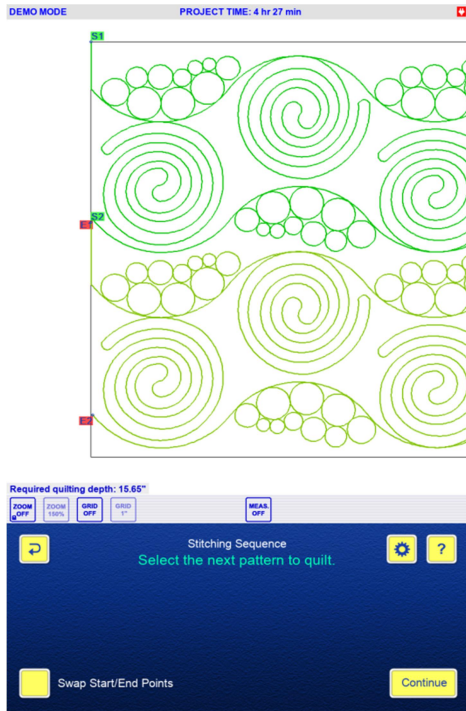 DEMO MODE PROJECT TIME: 4 hr 27 min
S1
S2
E1
E2
Required quilting depth: 15.65"
ZOOM OFF ZOOM 150% GRID OFF GRID 1" MEAS. OFF
Stitching Sequence
?
Select the next pattern to quilt.
Swap Start/End Points Continue